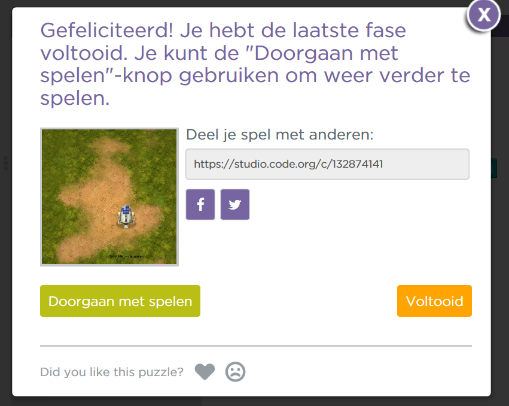 X
Gefeliciteerd! Je hebt de laatste fase
voltooid. Je kunt de "Doorgaan met
spelen"-knop gebruiken om weer verder te
spelen.
Deel je spel met anderen:
https://studio.code.org/c/132874141
Doorgaan met spelen
Voltooid
Did you like this puzzle?